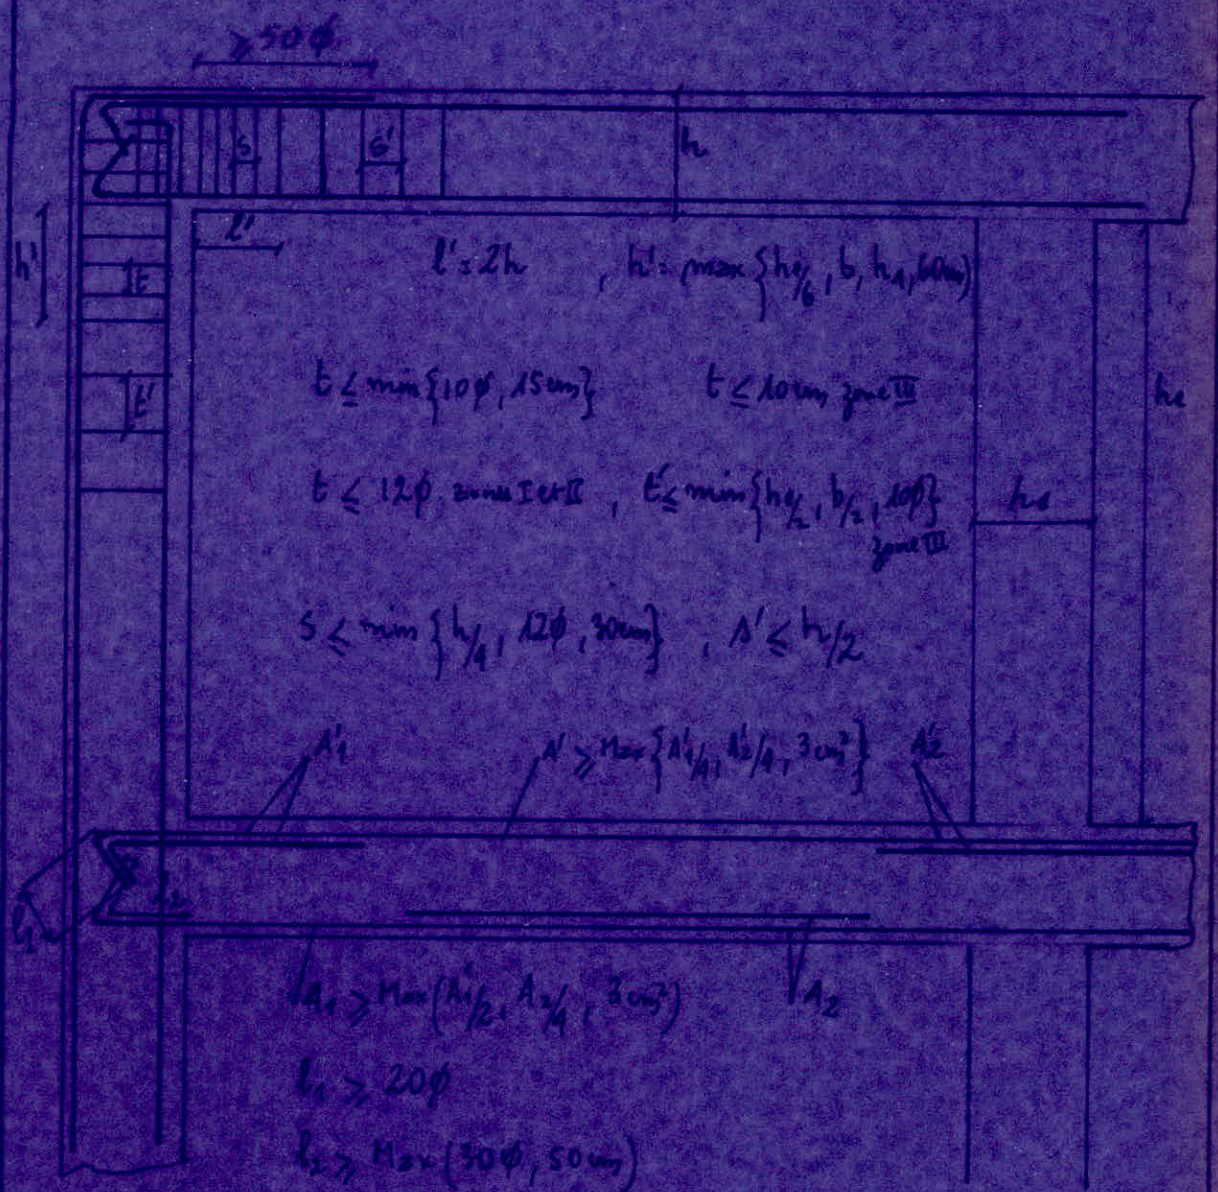 ≥ 50ϕ
s s' h
l'
h' l' = 2h , h' = max {he/6, b, h1, 60cm}
t
t ≤ min {10ϕ, 15cm} t ≤ 10cm zone III
t' he
t' ≤ 12ϕ zones I et II , t' ≤ min {he/2, b/2, 10ϕ}
h1
zone III
s ≤ min {h/4, 12ϕ, 30cm} , s' ≤ h/2
A'1 A' ≥ Max {A'1/4, A'2/4, 3cm²} A'2
l2
l1
A1 ≥ Max (A'1/2, A2/4, 3cm²) A2
l1 ≥ 20ϕ
l2 ≥ Max (30ϕ, 50cm)